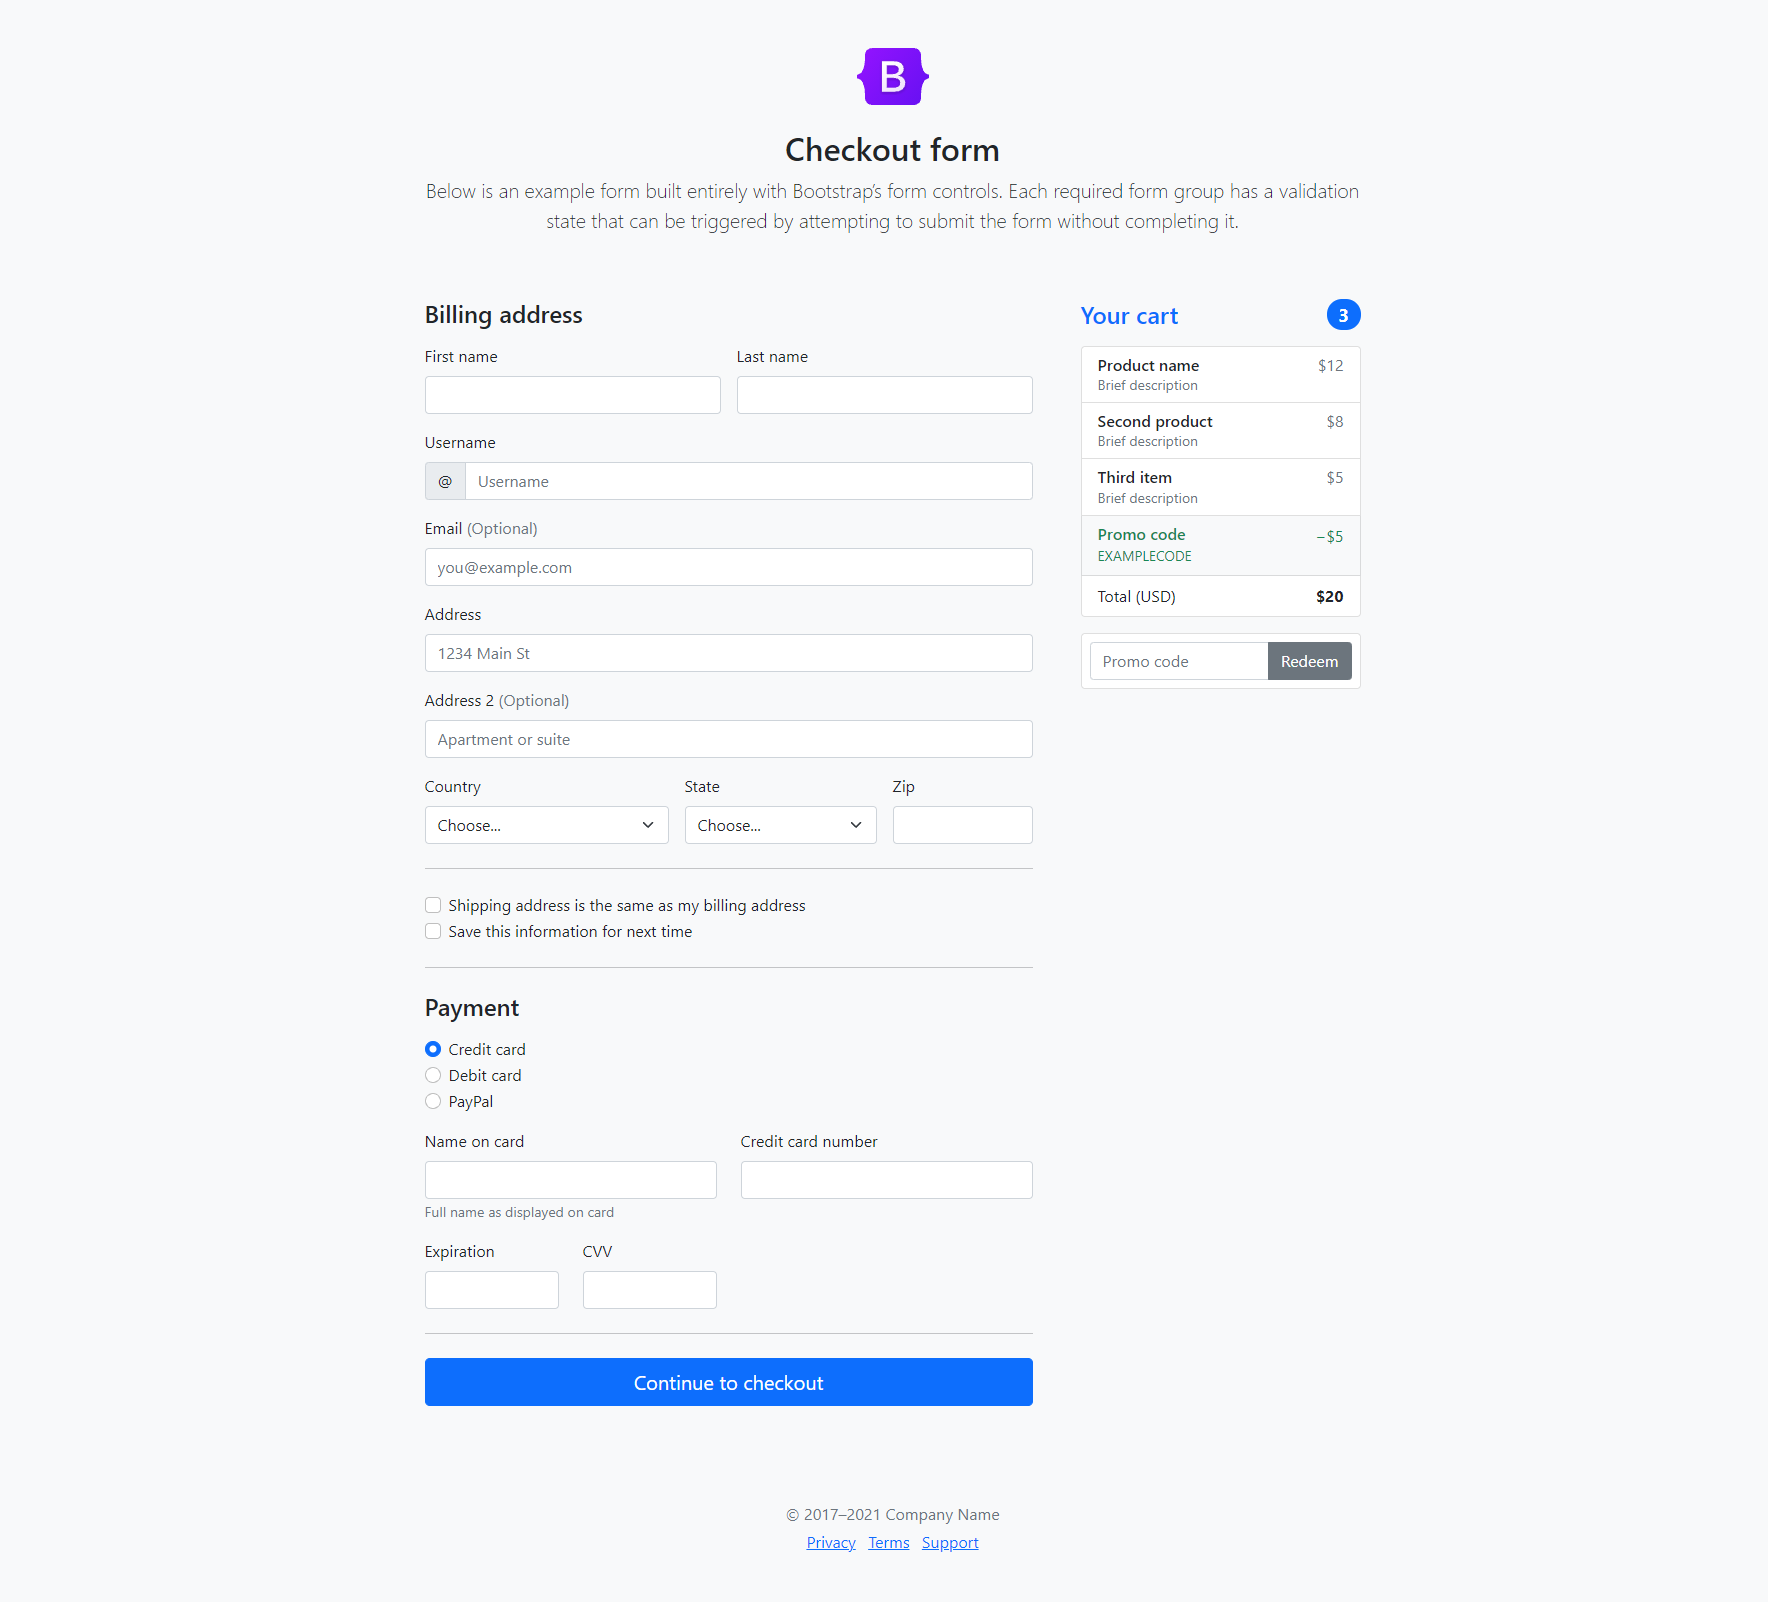 B
Checkout form
Below is an example form built entirely with Bootstrap’s form controls. Each required form group has a validation
state that can be triggered by attempting to submit the form without completing it.
Billing address
First name Last name
Username
@ Username
Email (Optional)
you@example.com
Address
1234 Main St
Address 2 (Optional)
Apartment or suite
Country State Zip
Choose... Choose...
Shipping address is the same as my billing address
Save this information for next time
Payment
Credit card
Debit card
PayPal
Name on card Credit card number
Full name as displayed on card
Expiration CVV
Continue to checkout
Your cart 3
Product name $12
Brief description
Second product $8
Brief description
Third item $5
Brief description
Promo code −$5
EXAMPLECODE
Total (USD) $20
Promo code Redeem
© 2017–2021 Company Name
Privacy Terms Support